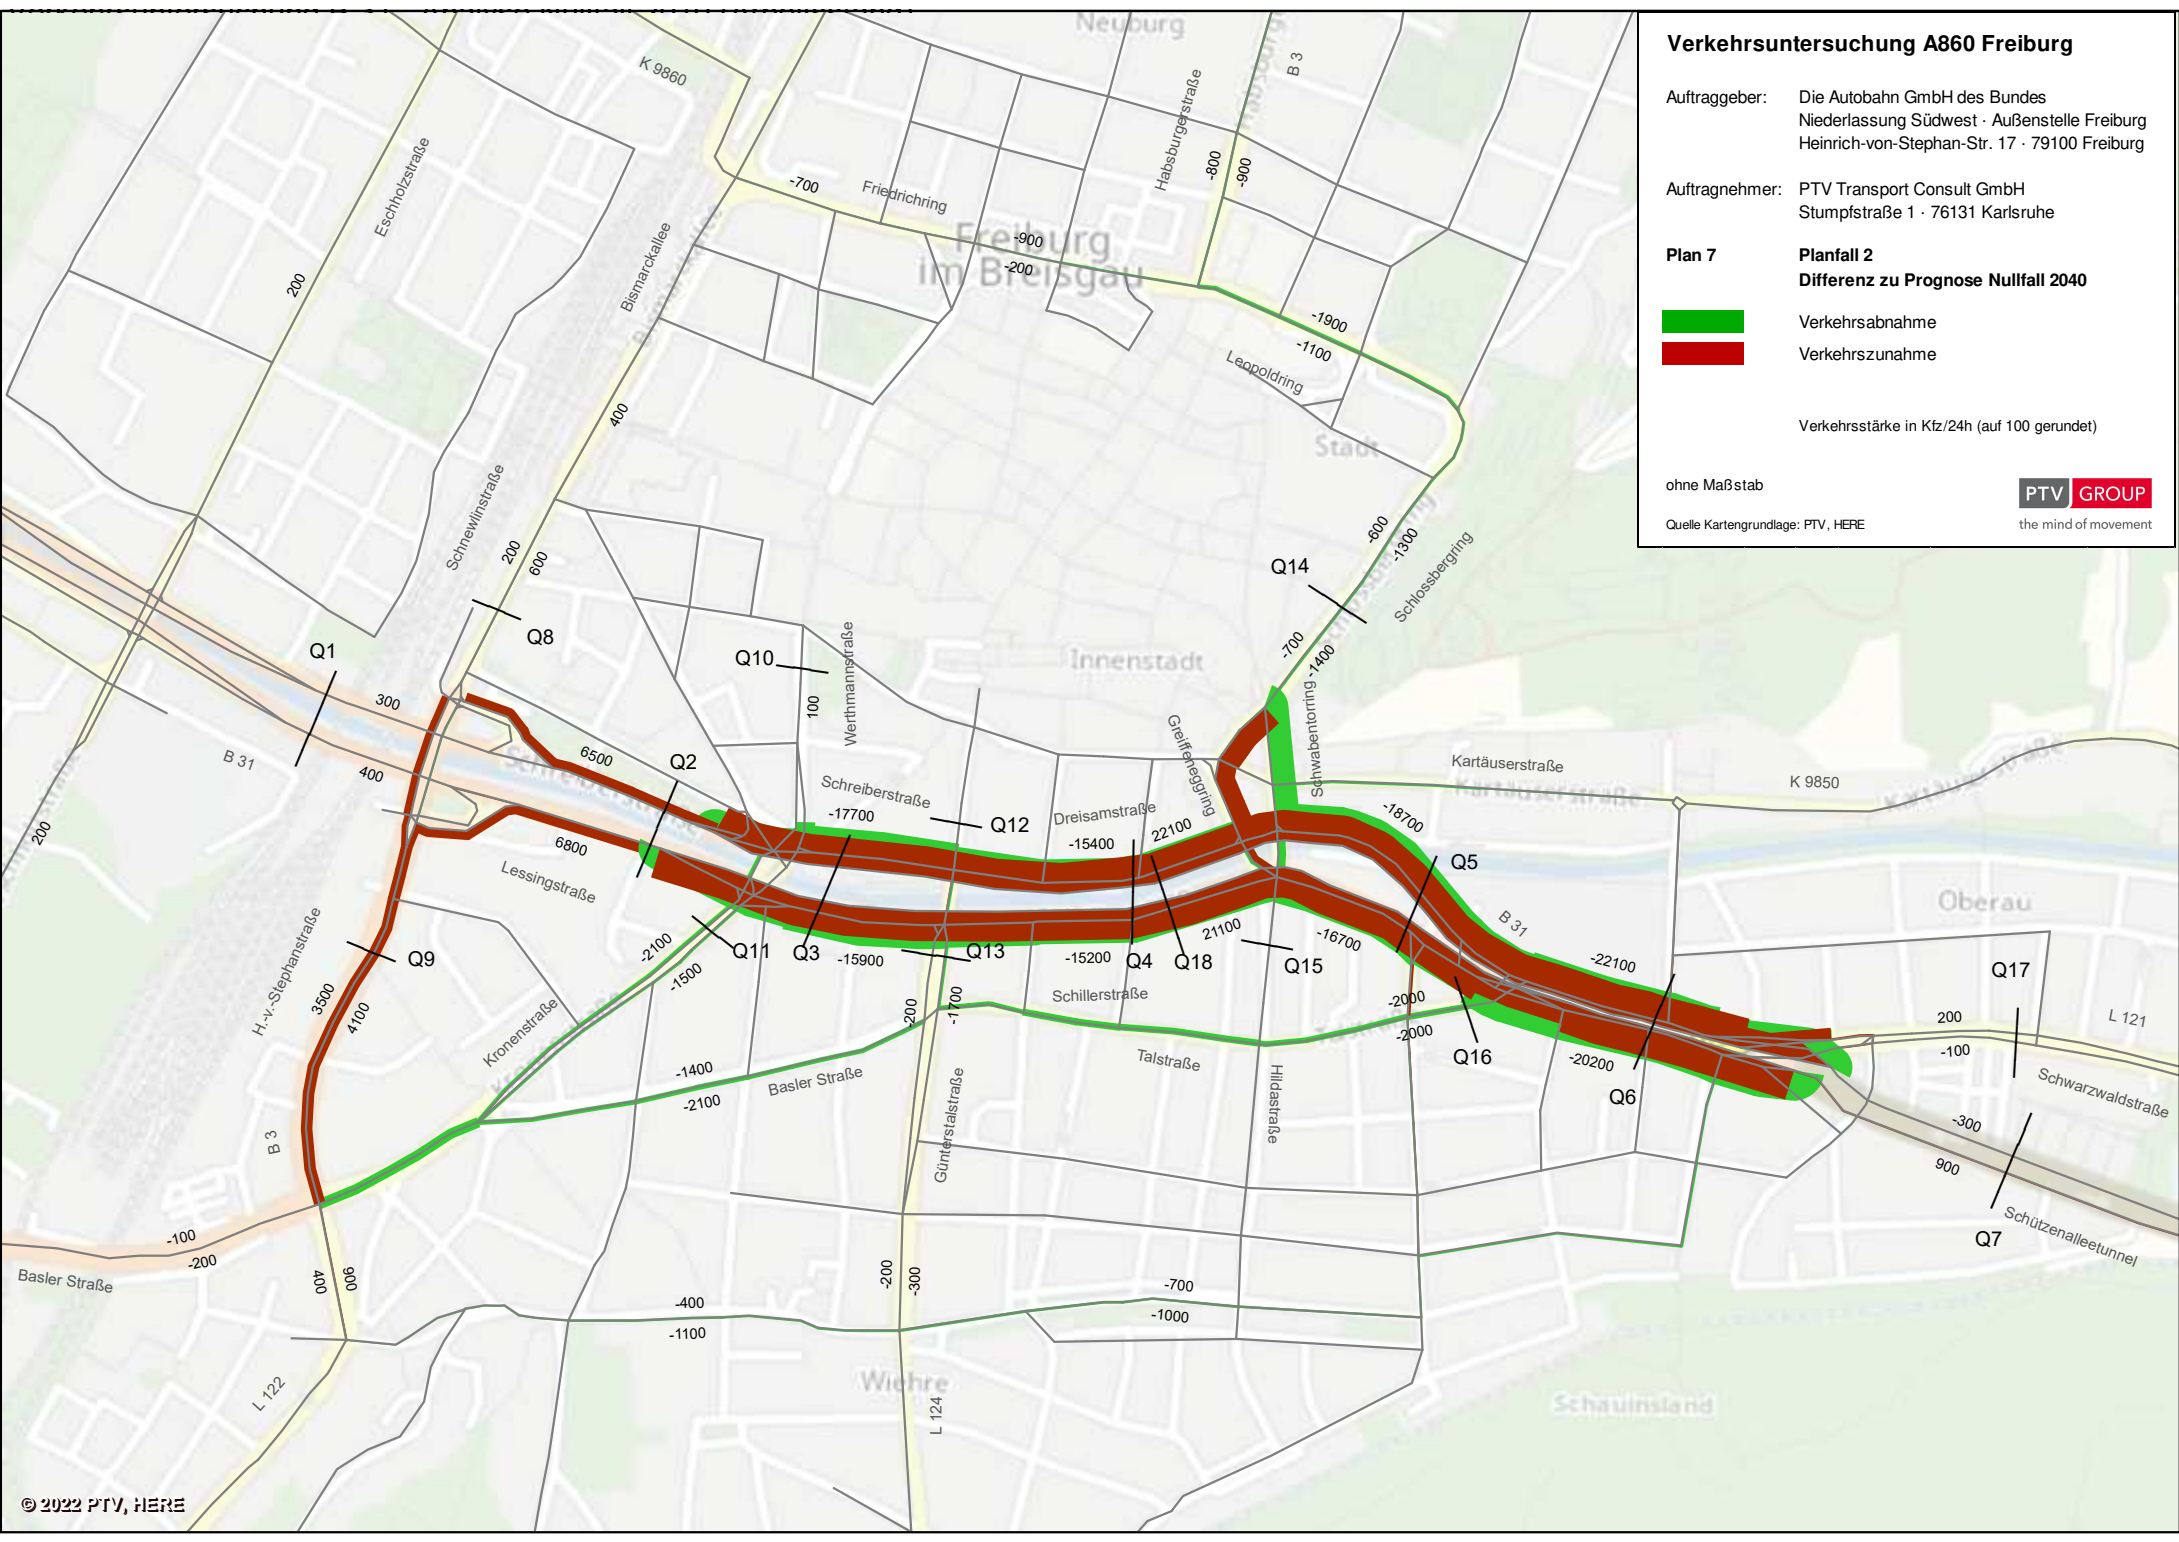 Verkehrsuntersuchung A860 Freiburg
Auftraggeber: Die Autobahn GmbH des Bundes
Niederlassung Südwest · Außenstelle Freiburg
Heinrich-von-Stephan-Str. 17 · 79100 Freiburg
Auftragnehmer: PTV Transport Consult GmbH
Stumpfstraße 1 · 76131 Karlsruhe
Plan 7 Planfall 2
Differenz zu Prognose Nullfall 2040
Verkehrsabnahme
Verkehrszunahme
Verkehrsstärke in Kfz/24h (auf 100 gerundet)
ohne Maßstab
Quelle Kartengrundlage: PTV, HERE
PTV GROUP
the mind of movement
Neuburg
K 9860
B 3
Habsburgerstraße
Eschholzstraße
-800
-900
-700
Friedrichring
Freiburg
im Breisgau
-900
-200
Bismarckallee
200
-1900
-1100
Leopoldring
400
Stadt
Schnewlinstraße
200
600
-600
-1300
Schlossbergring
Q14
Q8
Q1
Q10
Werthmannstraße
100
Innenstadt
-700
-1400
300
B 31
400
6500
Q2
Greiffeneggring
Schwabentorring
Kartäuserstraße
Kartäuserstraße
K 9850
Kartäuserstraße
Schreiberstraße
Schreiberstraße
-17700
Q12
Dreisamstraße
22100
-15400
-18700
200
6800
Lessingstraße
Q5
Oberau
B 31
H.-v.-Stephanstraße
Q9
-2100
-1500
Q11
Q3
-15900
Q13
-15200
Q4
Q18
21100
Q15
-16700
-22100
Q17
3500
4100
Kronenstraße
-200
-1700
Schillerstraße
-2000
-2000
Talstraße
Q16
-20200
Q6
200
-100
L 121
Schwarzwaldstraße
-1400
-2100
Basler Straße
Günterstalstraße
Hildastraße
B 3
-300
900
Q7
Schützenalleetunnel
-100
-200
Basler Straße
400
900
-200
-300
-400
-1100
-700
-1000
L 122
Wiehre
L 124
Schauinsland
© 2022 PTV, HERE